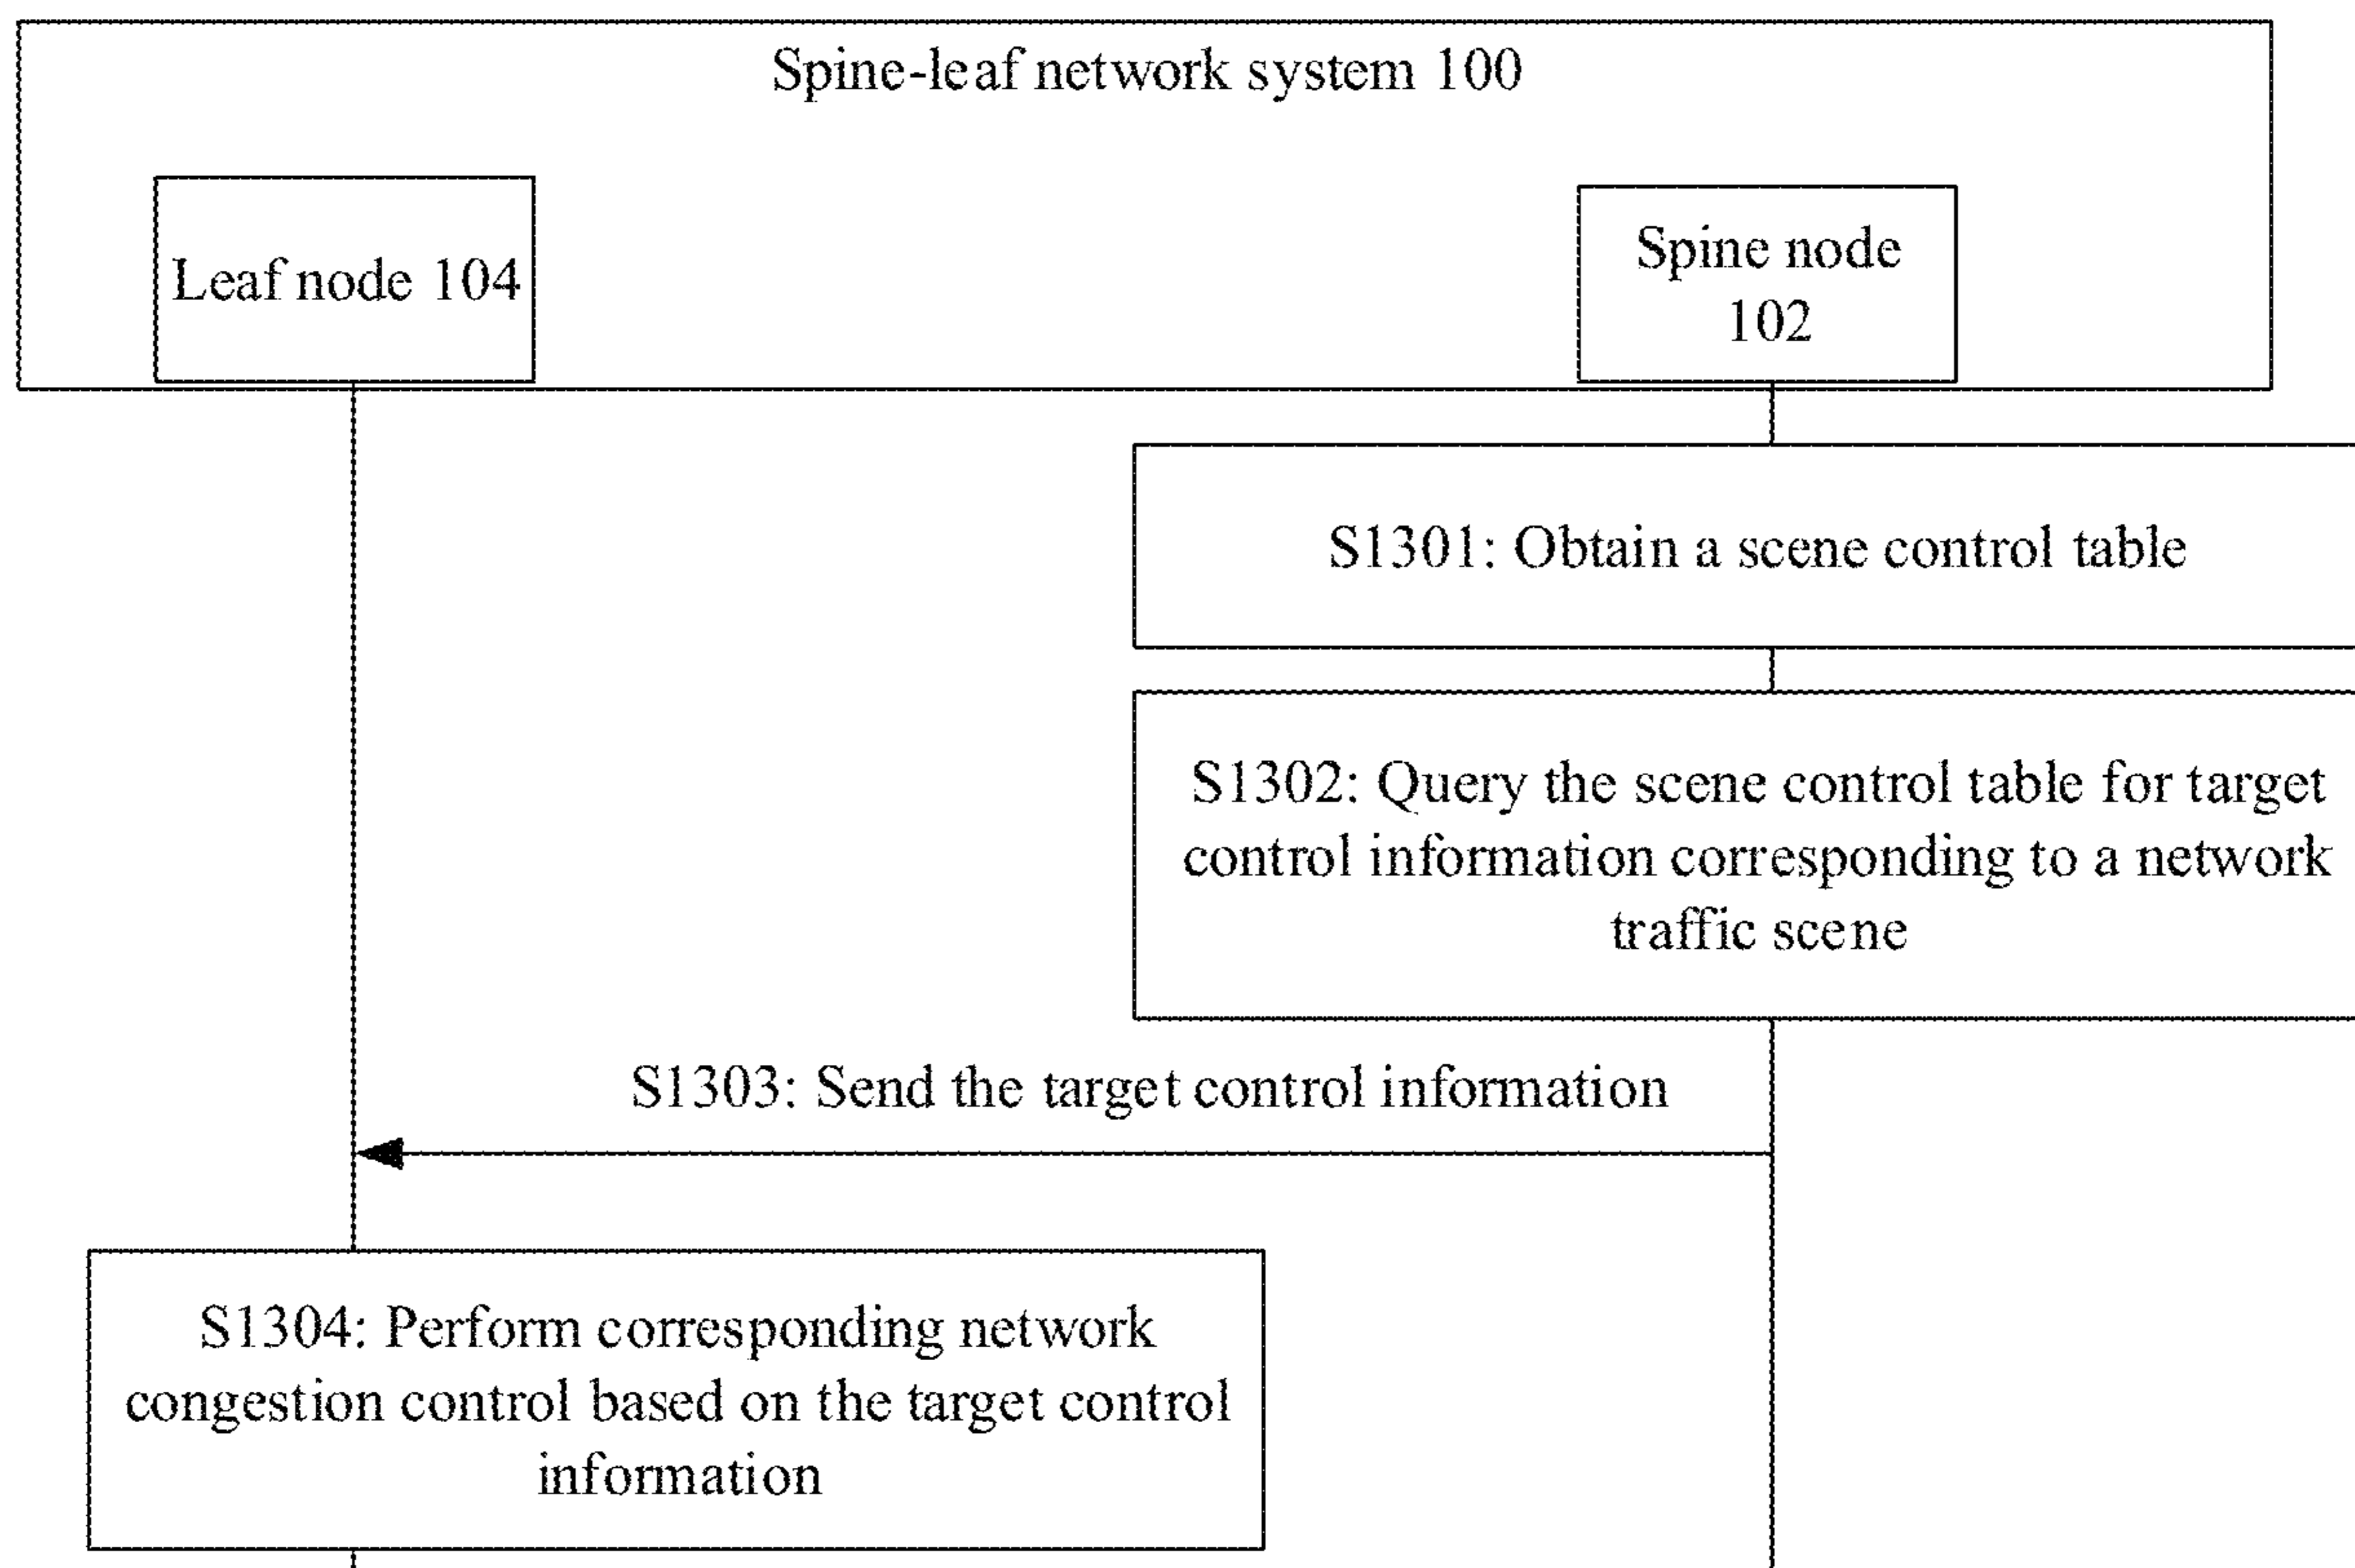 Spine-leaf network system 100
Leaf node 104
Spine node
102
S1301: Obtain a scene control table
S1302: Query the scene control table for target
control information corresponding to a network
traffic scene
S1303: Send the target control information
S1304: Perform corresponding network
congestion control based on the target control
information